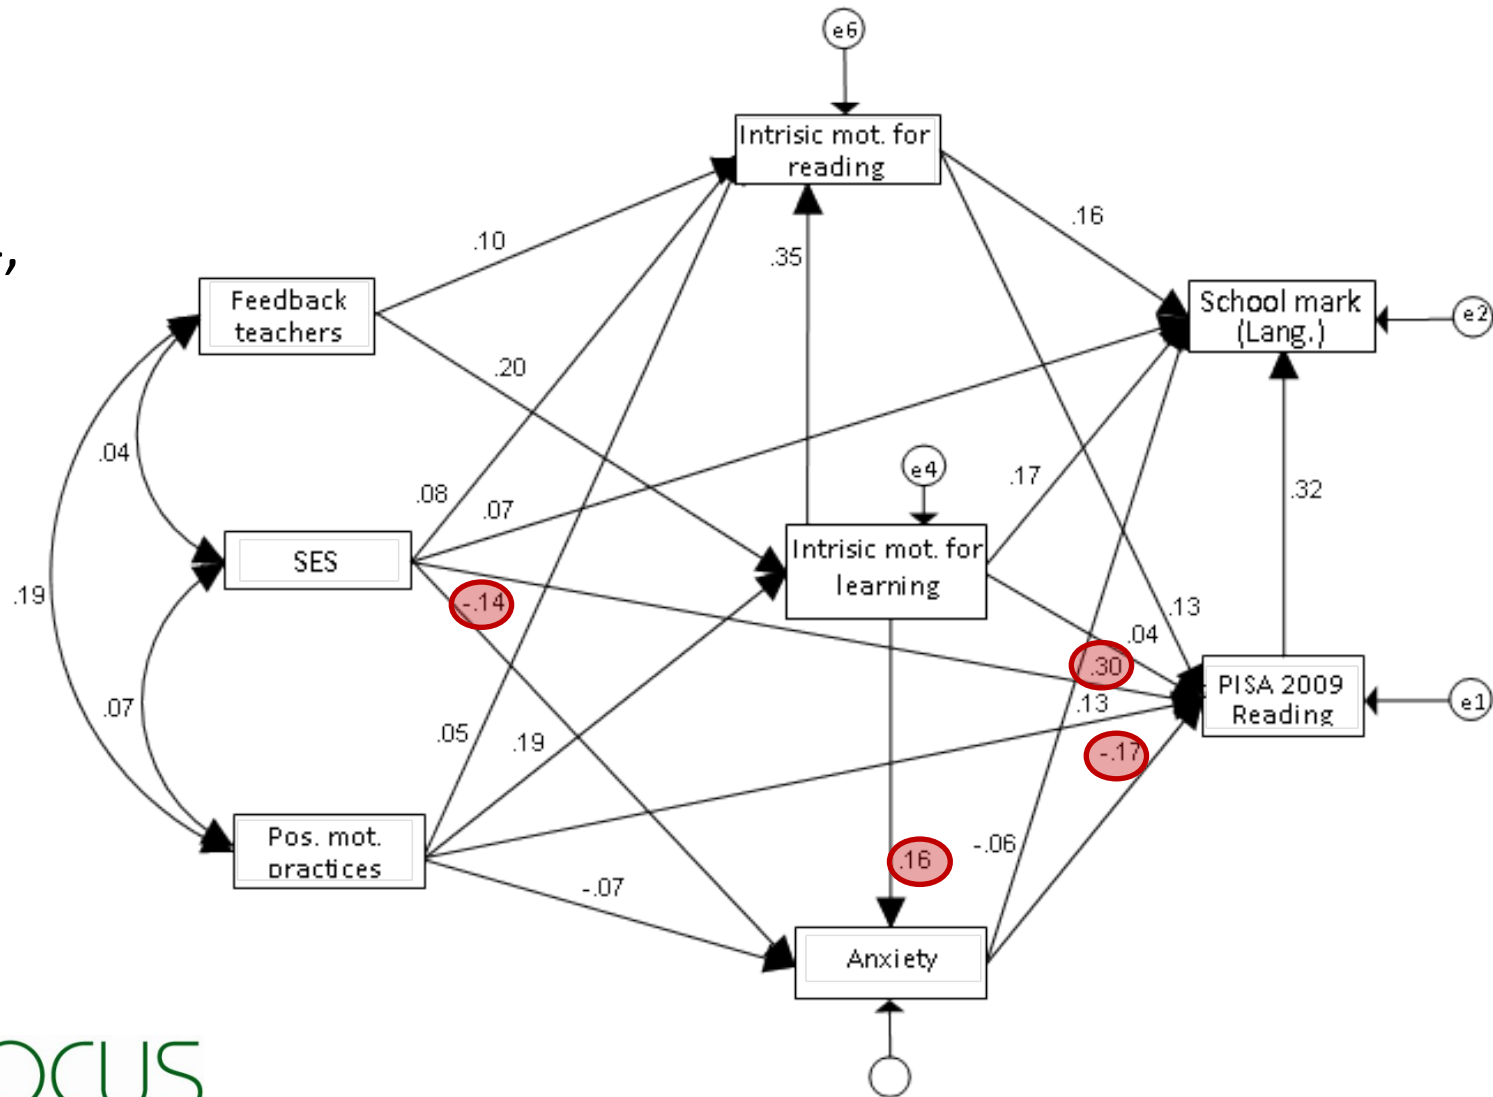 e6
Intrisic mot. for
reading
.16
.10
.35
Feedback
teachers
School mark
(Lang.)
e2
.20
.04
e4
.08
.07
.17
.32
SES
Intrisic mot. for
learning
.19
-.14
.13
.04
.30
PISA 2009
Reading
e1
.13
.07
.05
.19
-.17
Pos. mot.
practices
-.06
.16
-.07
Anxiety
OCUS